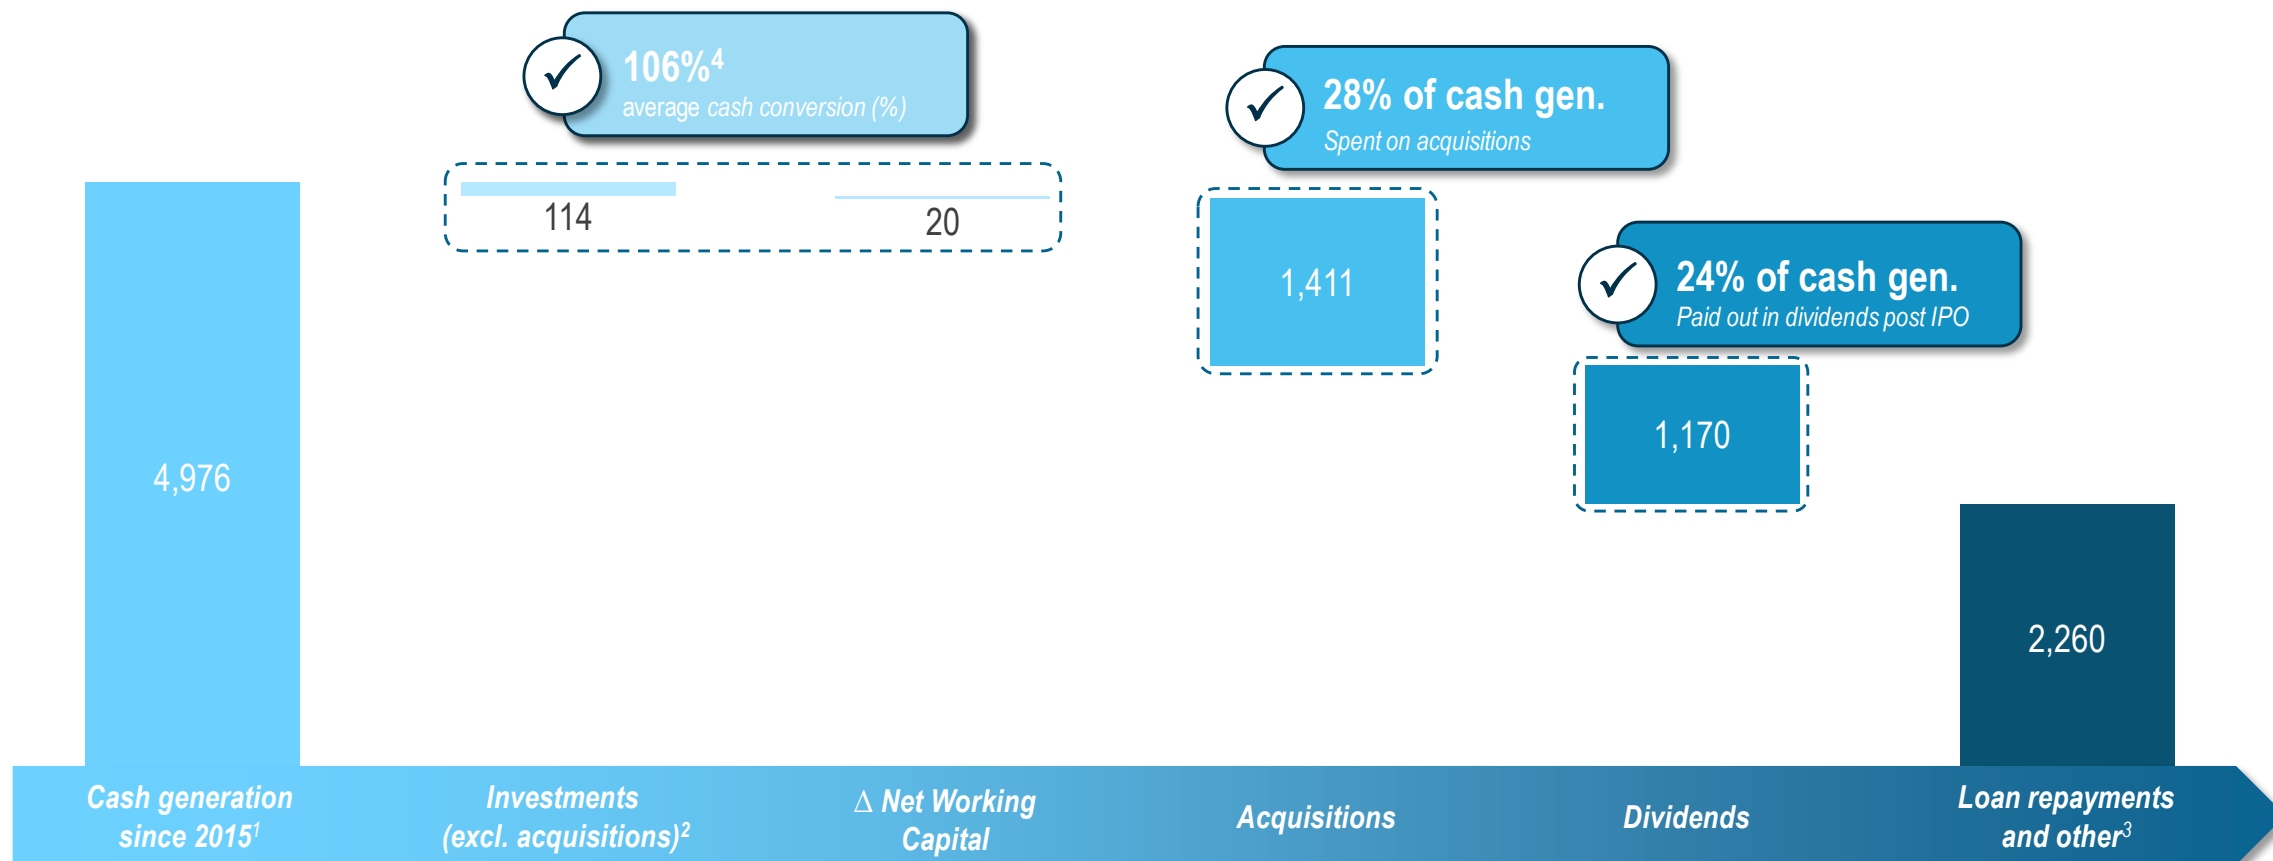 106%4
average cash conversion (%)
28% of cash gen.
Spent on acquisitions
24% of cash gen.
Paid out in dividends post IPO
4,976
114
20
1,411
1,170
2,260
Cash generation
since 2015¹
Investments
(excl. acquisitions)²
Δ Net Working
Capital
Acquisitions
Dividends
Loan repayments
and other³